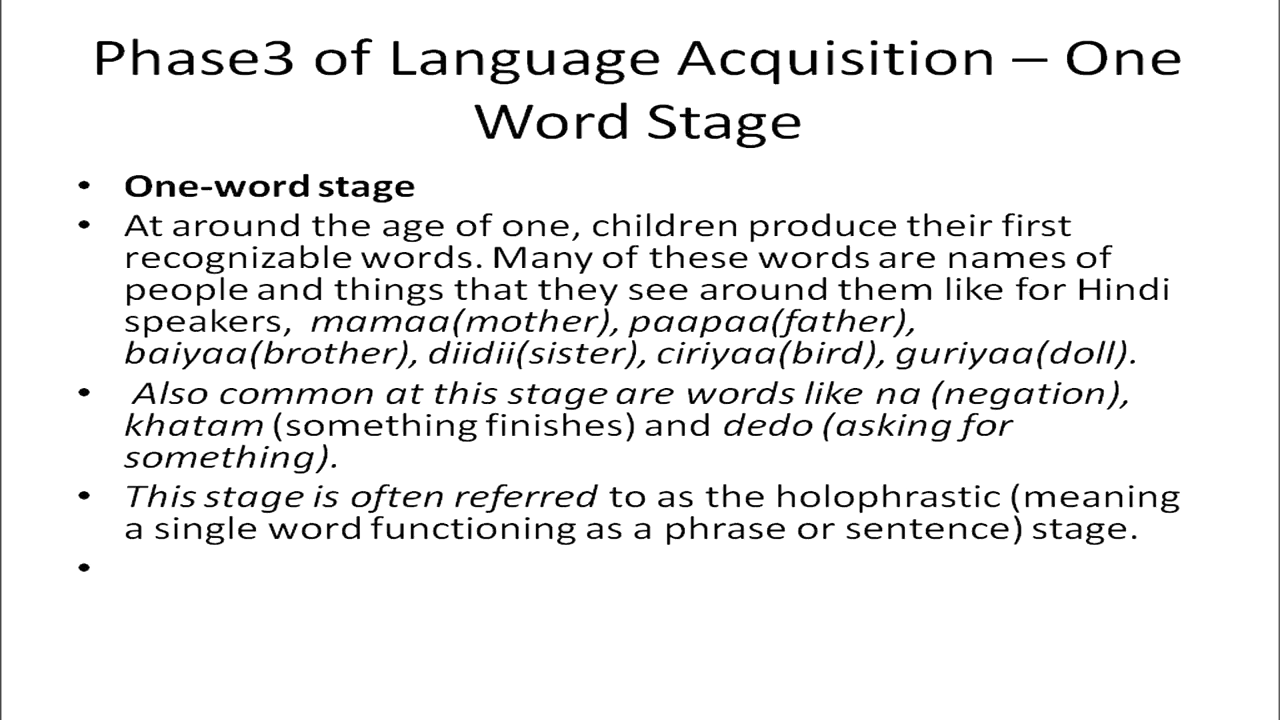 Phase3 of Language Acquisition – One
Word Stage
• One-word stage
• At around the age of one, children produce their first
recognizable words. Many of these words are names of
people and things that they see around them like for Hindi
speakers, mamaa(mother), paapaa(father),
baiyaa(brother), diidii(sister), ciriyaa(bird), guriyaa(doll).
• Also common at this stage are words like na (negation),
khatam (something finishes) and dedo (asking for
something).
• This stage is often referred to as the holophrastic (meaning
a single word functioning as a phrase or sentence) stage.
•